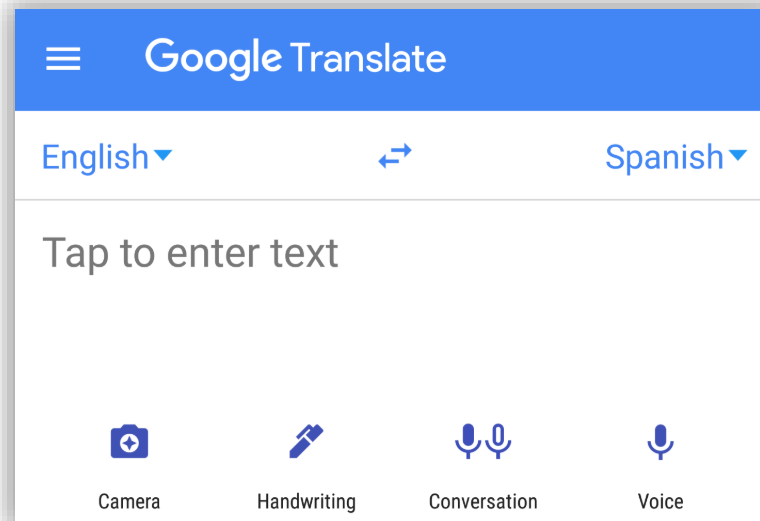 Google Translate
English Spanish
Tap to enter text
Camera Handwriting Conversation Voice